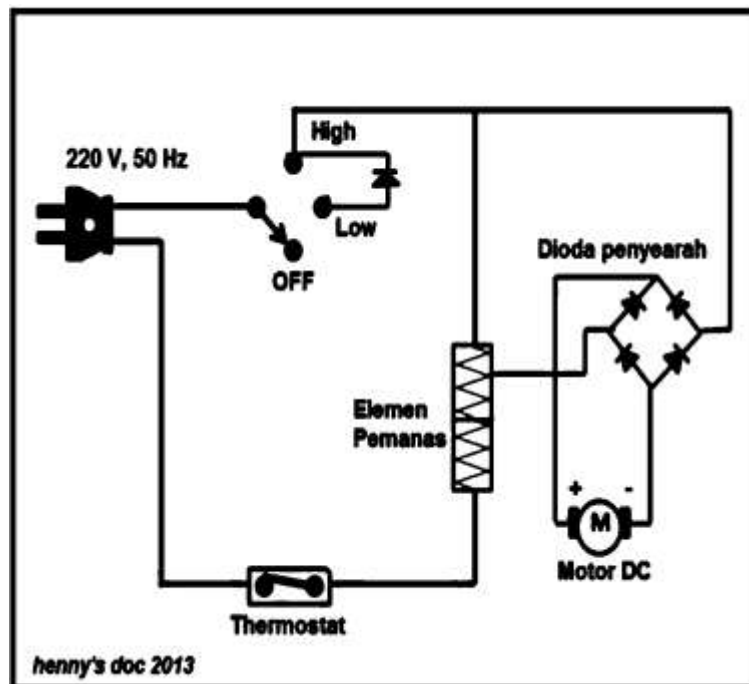 High
220 V, 50 Hz
Low
OFF
Dioda penyearah
Elemen
Pemanas
+ -
M
Motor DC
Thermostat
henny's doc 2013